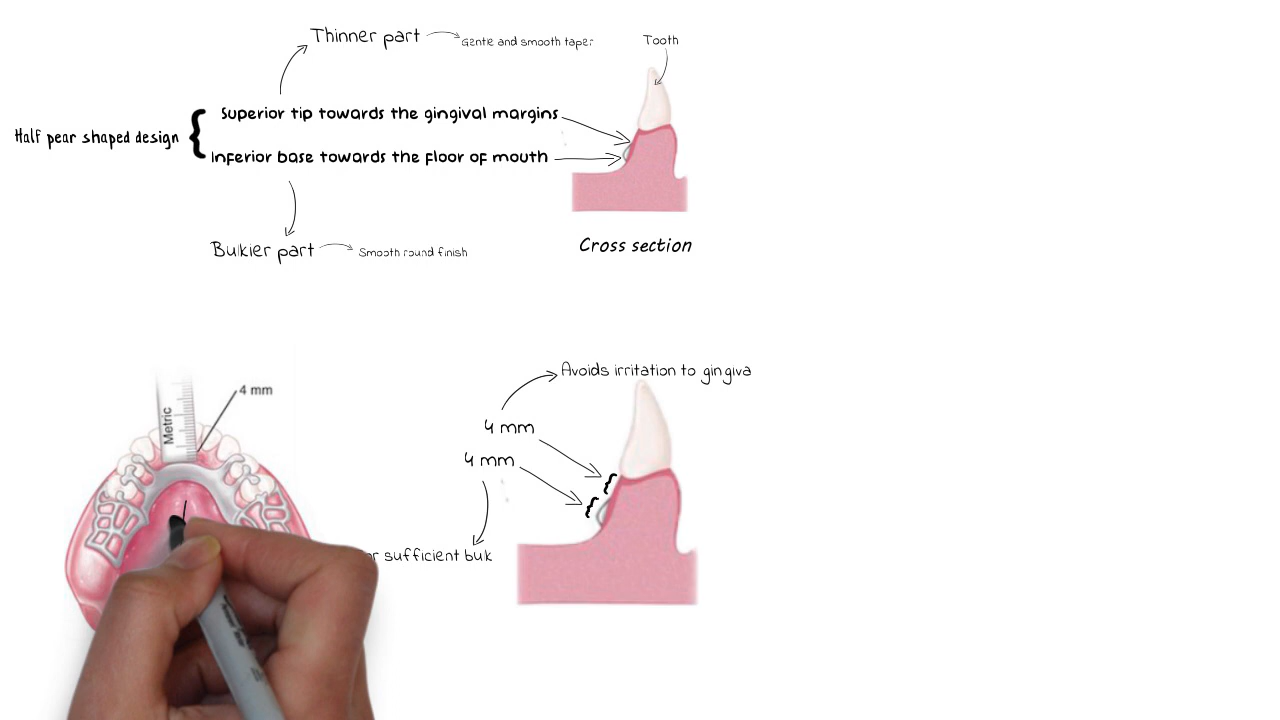 Thinner part
Gentle and smooth taper
Tooth
Superior tip towards the gingival margins
Half pear shaped design
Inferior base towards the floor of mouth
Bulkier part
Smooth round finish
Cross section
Avoids irritation to gingiva
4 mm
Metric
4 mm
4 mm
sufficient bulk